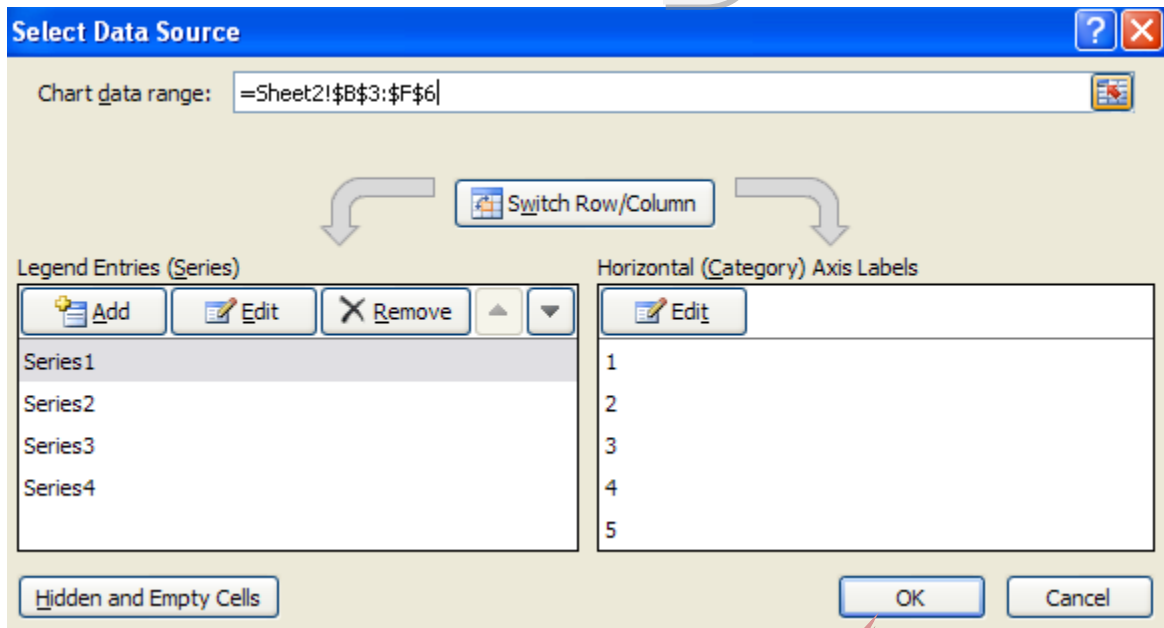 Select Data Source
Chart data range: =Sheet2!$B$3:$F$6
Switch Row/Column
Legend Entries (Series)
Add Edit Remove
Series1
Series2
Series3
Series4
Horizontal (Category) Axis Labels
Edit
1
2
3
4
5
Hidden and Empty Cells
OK Cancel